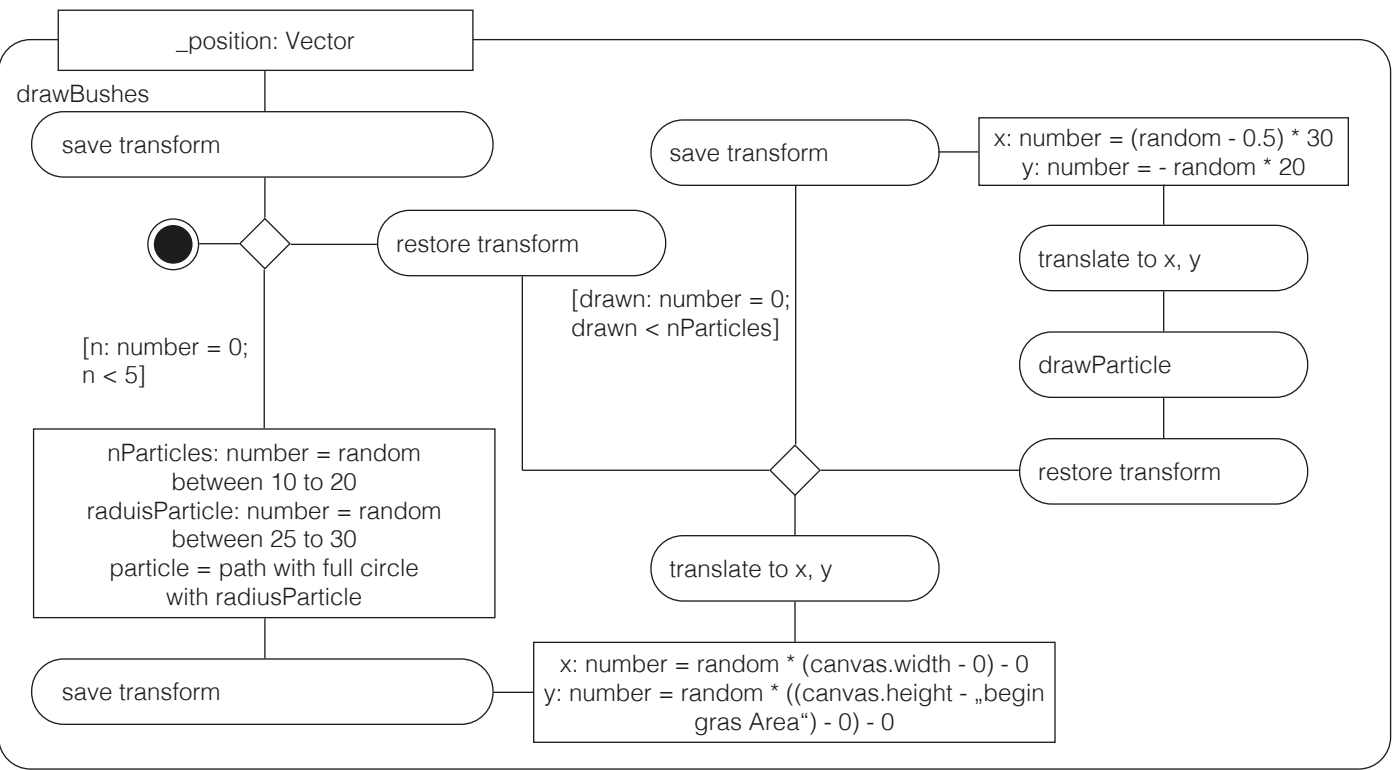 _position: Vector
drawBushes
save transform
restore transform
[n: number = 0;
n < 5]
nParticles: number = random
between 10 to 20
raduisParticle: number = random
between 25 to 30
particle = path with full circle
with radiusParticle
save transform
x: number = random * (canvas.width - 0) - 0
y: number = random * ((canvas.height - „begin
gras Area“) - 0) - 0
translate to x, y
[drawn: number = 0;
drawn < nParticles]
save transform
x: number = (random - 0.5) * 30
y: number = - random * 20
translate to x, y
drawParticle
restore transform